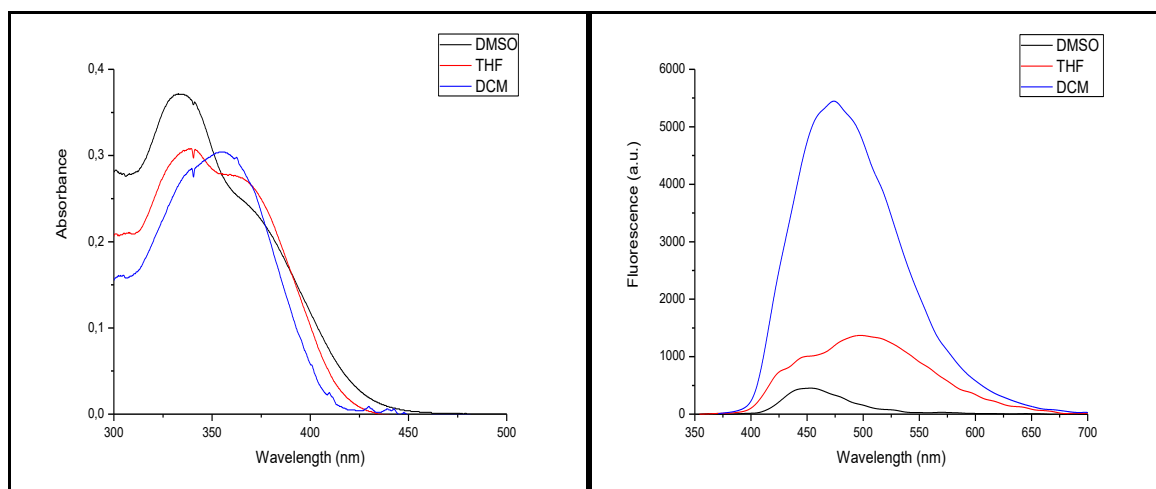 DMSO
THF
DCM
0,4
0,3
0,2
0,1
0,0
Absorbance
300
350
400
450
500
Wavelength (nm)
DMSO
THF
DCM
6000
5000
4000
3000
2000
1000
0
Fluorescence (a.u.)
350
400
450
500
550
600
650
700
Wavelength (nm)